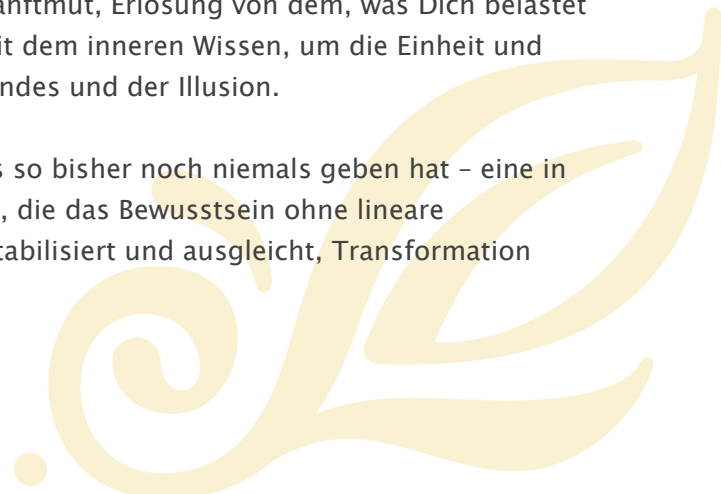 anftmut, Erlösung von dem, was Dich belastet
it dem inneren Wissen, um die Einheit und
ndes und der Illusion.
s so bisher noch niemals geben hat – eine in
, die das Bewusstsein ohne lineare
tabilisiert und ausgleicht, Transformation